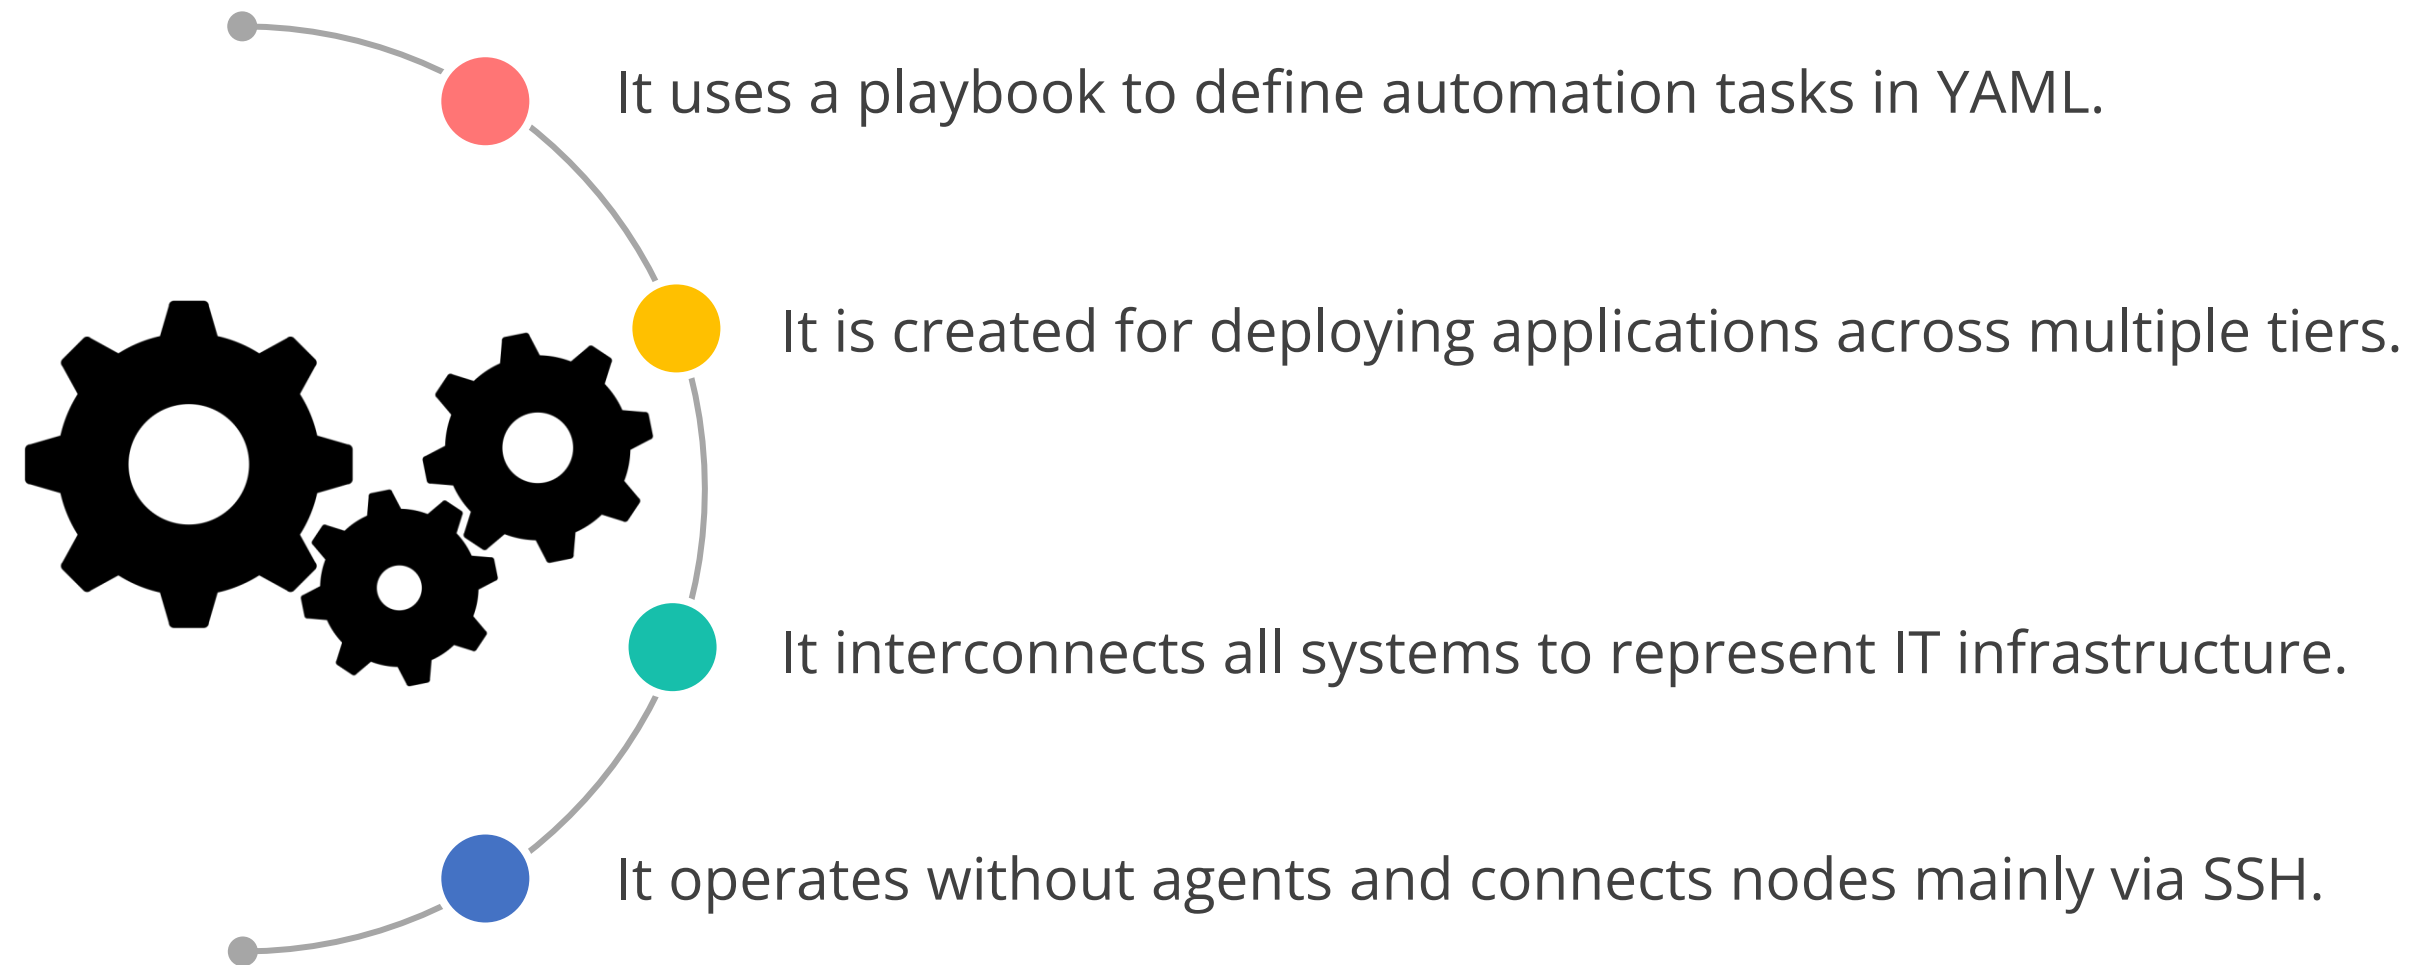 It uses a playbook to define automation tasks in YAML.
It is created for deploying applications across multiple tiers.
It interconnects all systems to represent IT infrastructure.
It operates without agents and connects nodes mainly via SSH.